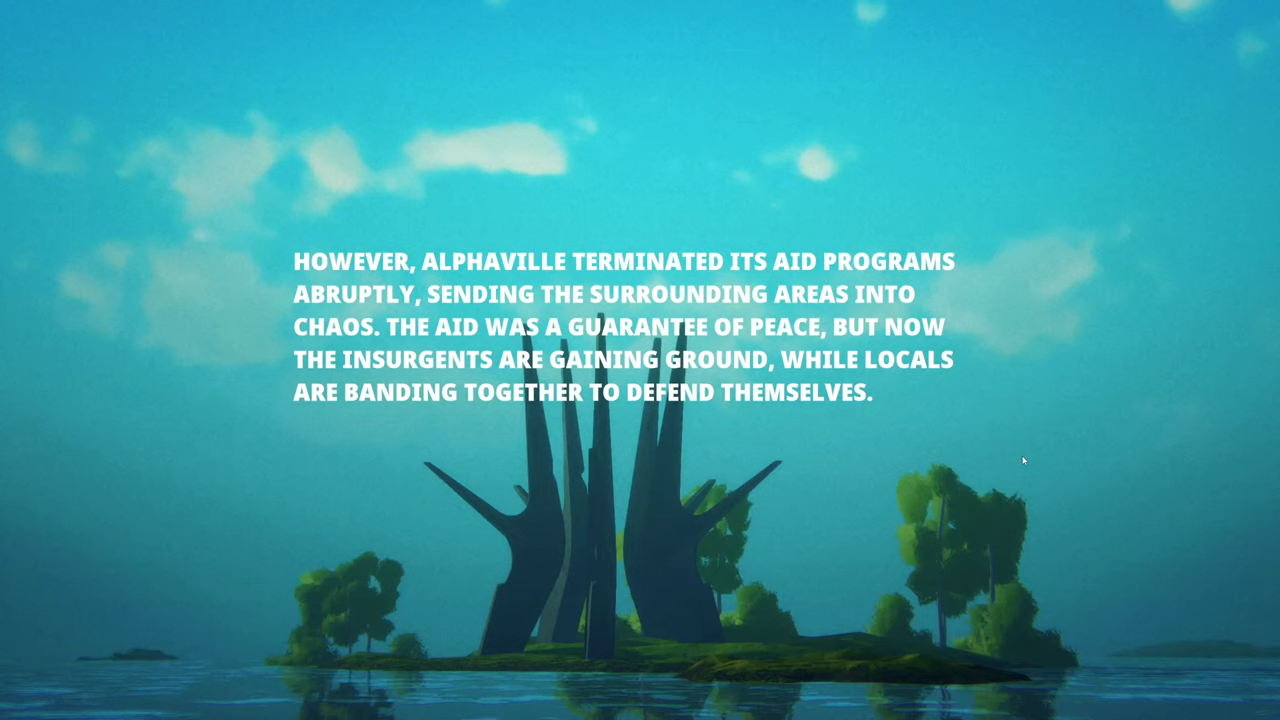 HOWEVER, ALPHAVILLE TERMINATED ITS AID PROGRAMS
ABRUPTLY, SENDING THE SURROUNDING AREAS INTO
CHAOS. THE AID WAS A GUARANTEE OF PEACE, BUT NOW
THE INSURGENTS ARE GAINING GROUND, WHILE LOCALS
ARE BANDING TOGETHER TO DEFEND THEMSELVES.